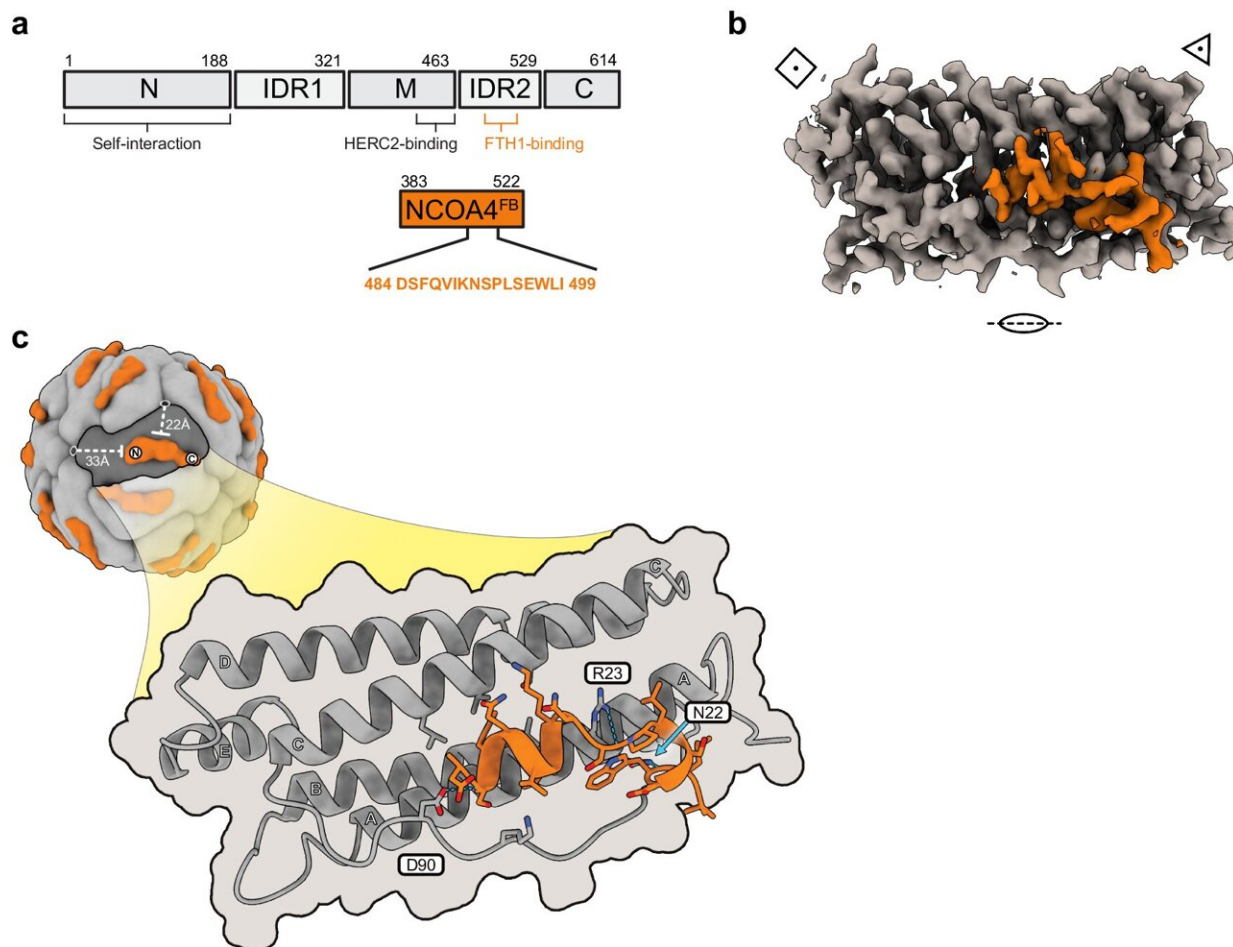 a
1 188 321 463 529 614
N IDR1 M IDR2 C
Self-interaction HERC2-binding FTH1-binding
383 522
NCOA4FB
484 DSFQVIKNSPLSEWLI 499
b
c
22Å
N
33Å
C
C
R23
A
D
N22
C
E
B
A
D90